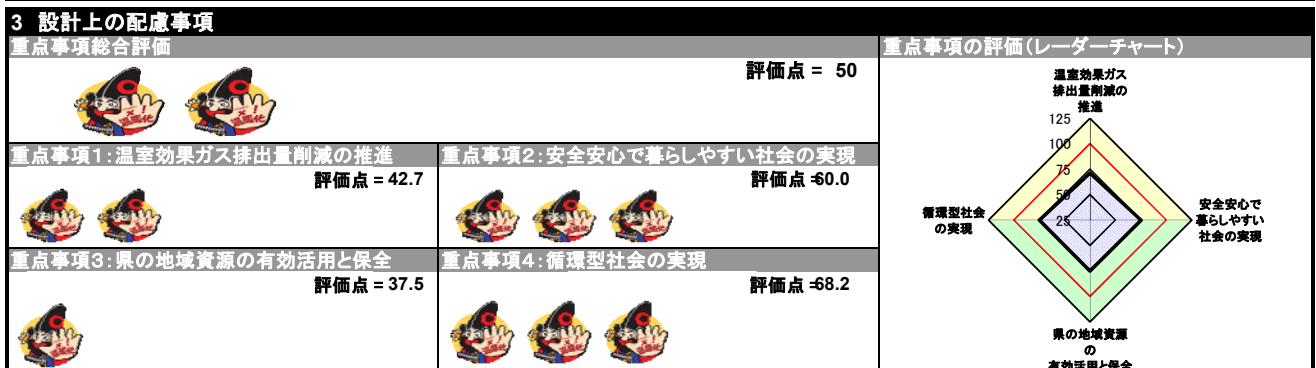 3 設計上の配慮事項
重点事項総合評価
評価点 = 50
重点事項1:温室効果ガス排出量削減の推進
評価点 = 42.7
重点事項2:安全安心で暮らしやすい社会の実現
評価点 =60.0
重点事項3:県の地域資源の有効活用と保全
評価点 = 37.5
重点事項4:循環型社会の実現
評価点 =68.2
重点事項の評価(レーダーチャート)
温室効果ガス
排出量削減の
推進
125
100
75
50
25
循環型社会
の実現
安全安心で
暮らしやすい
社会の実現
県の地域資源
の
有効活用と保全